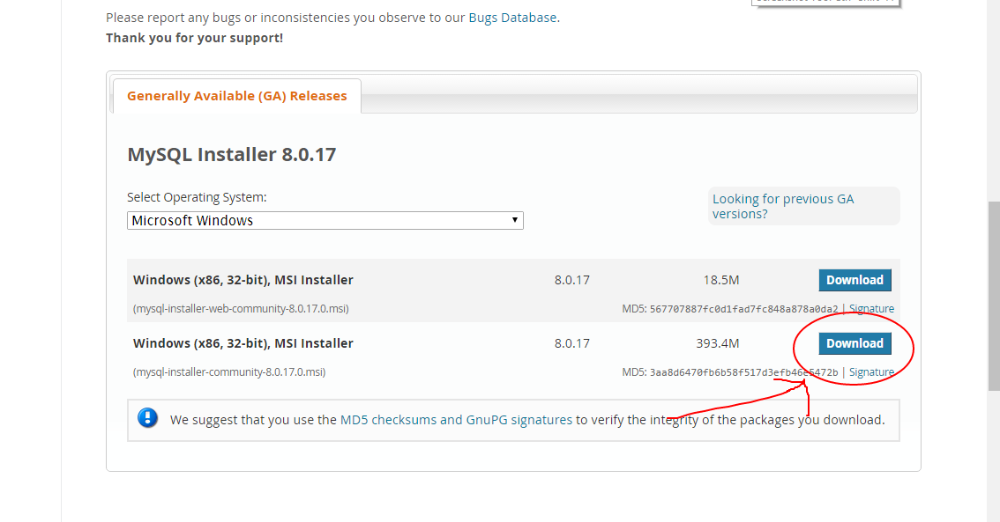 Please report any bugs or inconsistencies you observe to our Bugs Database.
Thank you for your support!
Generally Available (GA) Releases
MySQL Installer 8.0.17
Select Operating System:
Looking for previous GA
versions?
Microsoft Windows
Windows (x86, 32-bit), MSI Installer 8.0.17 18.5M Download
(mysql-installer-web-community-8.0.17.0.msi) MD5: 567707887fc0d1fad7fc848a878a0da2 | Signature
Windows (x86, 32-bit), MSI Installer 8.0.17 393.4M Download
(mysql-installer-community-8.0.17.0.msi) MD5: 3aa8d6470fb6b58f517d3efb46e5472b | Signature
We suggest that you use the MD5 checksums and GnuPG signatures to verify the integrity of the packages you download.